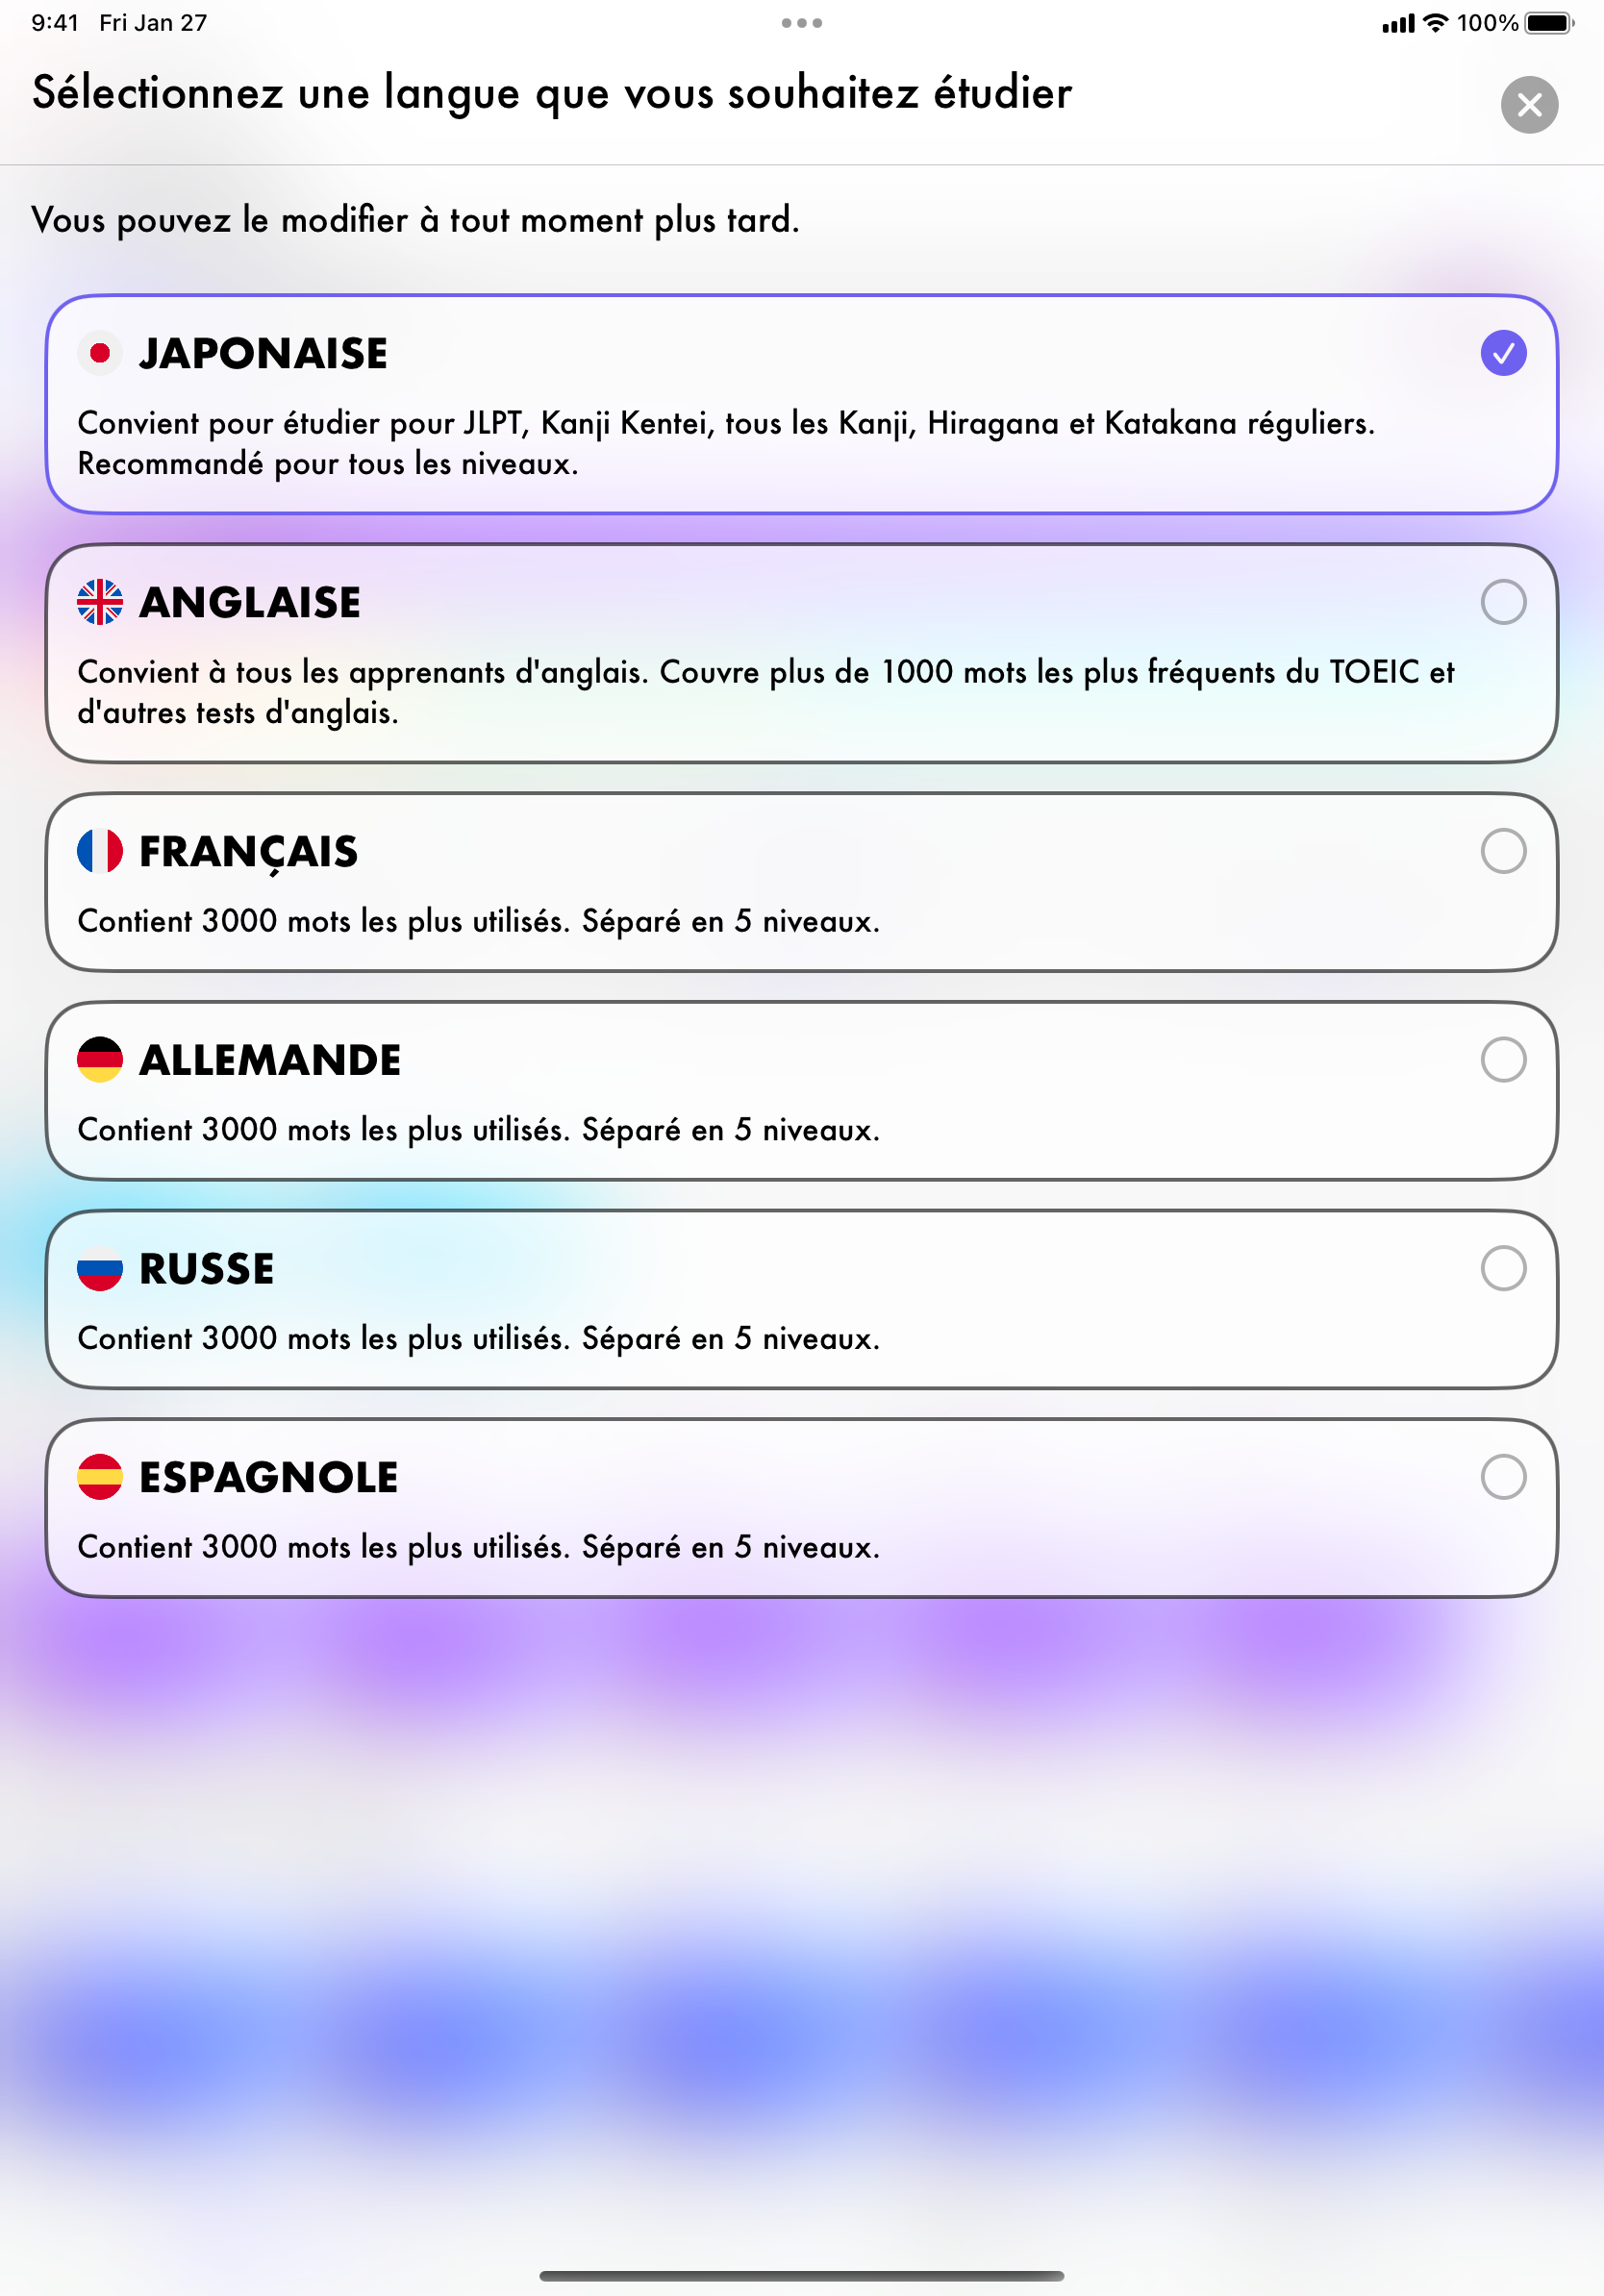 9:41 Fri Jan 27
100%
Sélectionnez une langue que vous souhaitez étudier
Vous pouvez le modifier à tout moment plus tard.
JAPONAISE
Convient pour étudier pour JLPT, Kanji Kentei, tous les Kanji, Hiragana et Katakana réguliers.
Recommandé pour tous les niveaux.
ANGLAISE
Convient à tous les apprenants d'anglais. Couvre plus de 1000 mots les plus fréquents du TOEIC et
d'autres tests d'anglais.
FRANÇAIS
Contient 3000 mots les plus utilisés. Séparé en 5 niveaux.
ALLEMANDE
Contient 3000 mots les plus utilisés. Séparé en 5 niveaux.
RUSSE
Contient 3000 mots les plus utilisés. Séparé en 5 niveaux.
ESPAGNOLE
Contient 3000 mots les plus utilisés. Séparé en 5 niveaux.